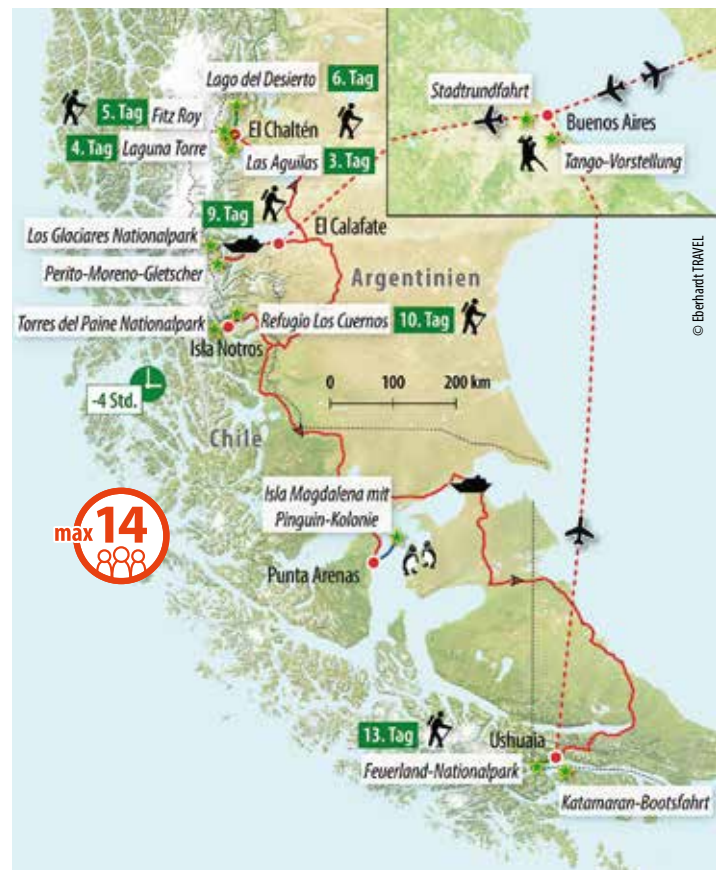 Lago del Desierto 6. Tag
5. Tag Fitz Roy
El Chaltén
4. Tag Laguna Torre
Las Aguilas 3. Tag
9. Tag
Los Glaciares Nationalpark
El Calafate
Perito-Moreno-Gletscher
Argentinien
Torres del Paine Nationalpark
Refugio Los Cuernos 10. Tag
Isla Notros
-4 Std.
0 100 200 km
Chile
max 14
Isla Magdalena mit
Pinguin-Kolonie
Punta Arenas
13. Tag
Ushuaia
Feuerland-Nationalpark
Katamaran-Bootsfahrt
Stadtrundfahrt
Buenos Aires
Tango-Vorstellung
© Eberhardt TRAVEL